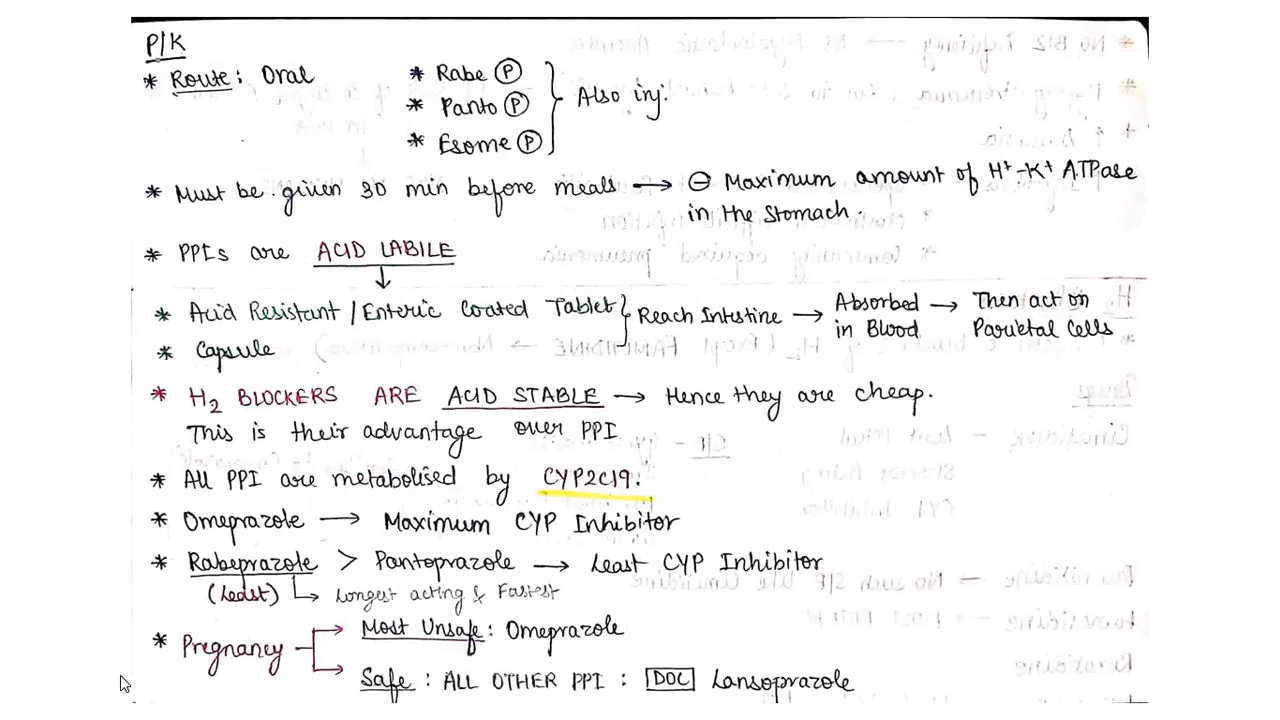 P/K
* Route: Oral
* Rabe Ⓟ
* Panto Ⓟ
* Esome Ⓟ
} Also inj.
* Must be given 30 min before meals → ⊖ Maximum amount of H⁺-K⁺ ATPase
in the Stomach.
* PPIs are ACID LABILE
↓
* Acid Resistant / Enteric Coated Tablet
* Capsule
} Reach Intestine → Absorbed in Blood → Then act on Parietal Cells
* H₂ BLOCKERS ARE ACID STABLE → Hence they are cheap.
This is their advantage over PPI
* All PPI are metabolised by CYP2C19.
* Omeprazole → Maximum CYP Inhibitor
* Rabeprazole > Pantoprazole → Least CYP Inhibitor
(Least) ↳ Longest acting & Fastest
* Pregnancy
→ Most Unsafe: Omeprazole
→ Safe: ALL OTHER PPI: DOC Lansoprazole